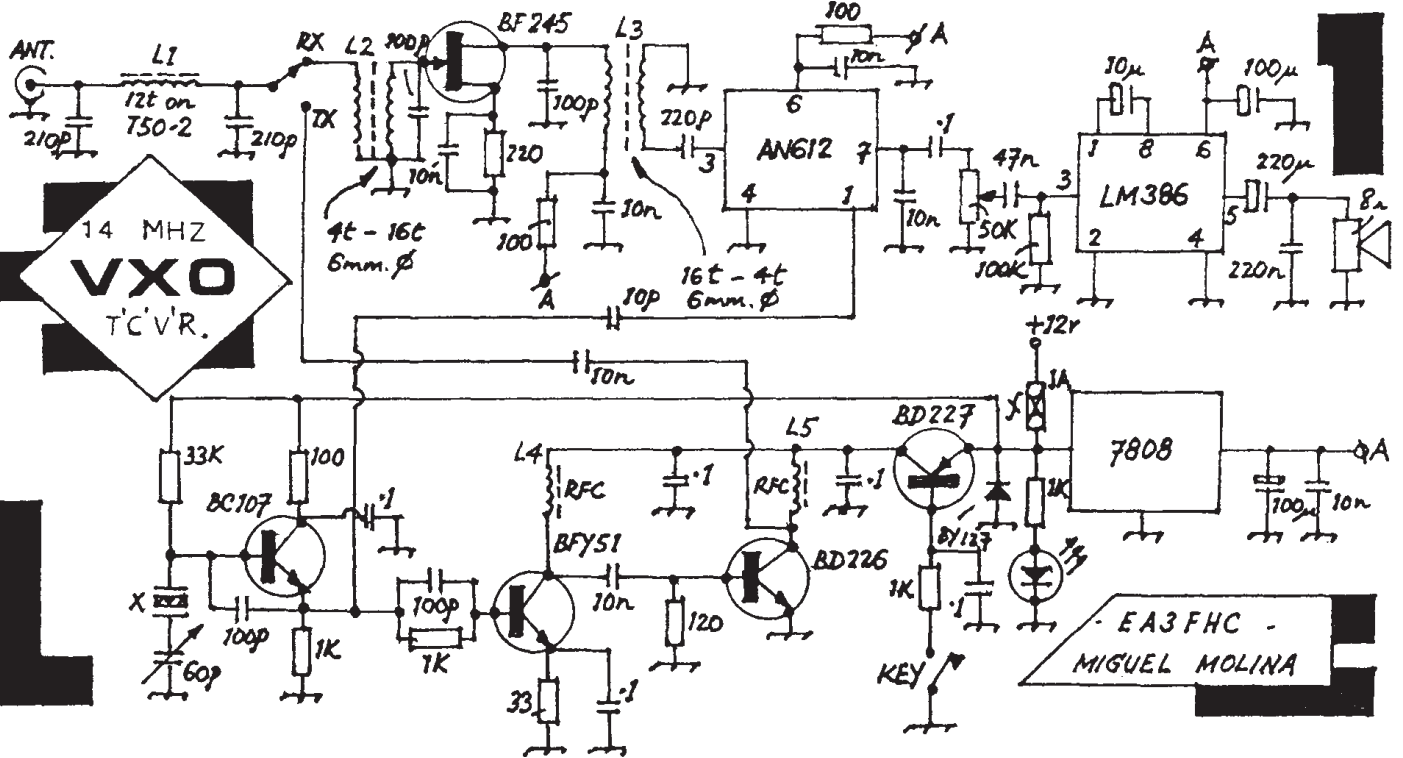 ANT.
L1
12t on
T50-2
210p
210p
RX
TX
L2
100p
BF245
L3
100p
220
10n
4t - 16t
6mm. Ø
100
10n
A
16t - 4t
6mm. Ø
220p
3
100
A
10n
6
AN612
7
4
1
.1
10n
50K
47n
100K
3
10µ
1
8
6
LM386
2
4
5
A
100µ
220µ
220n
8Ω
14 MHZ
VXO
T'C'V'R.
10p
10n
+12v
1A
7808
A
100µ
10n
1K
BY127
BD227
L5
RFC
.1
.1
L4
RFC
BFY51
BD226
10n
120
33
.1
1K
.1
KEY
33K
100
BC107
.1
X
60p
100p
1K
100p
1K
- EA3FHC -
MIGUEL MOLINA